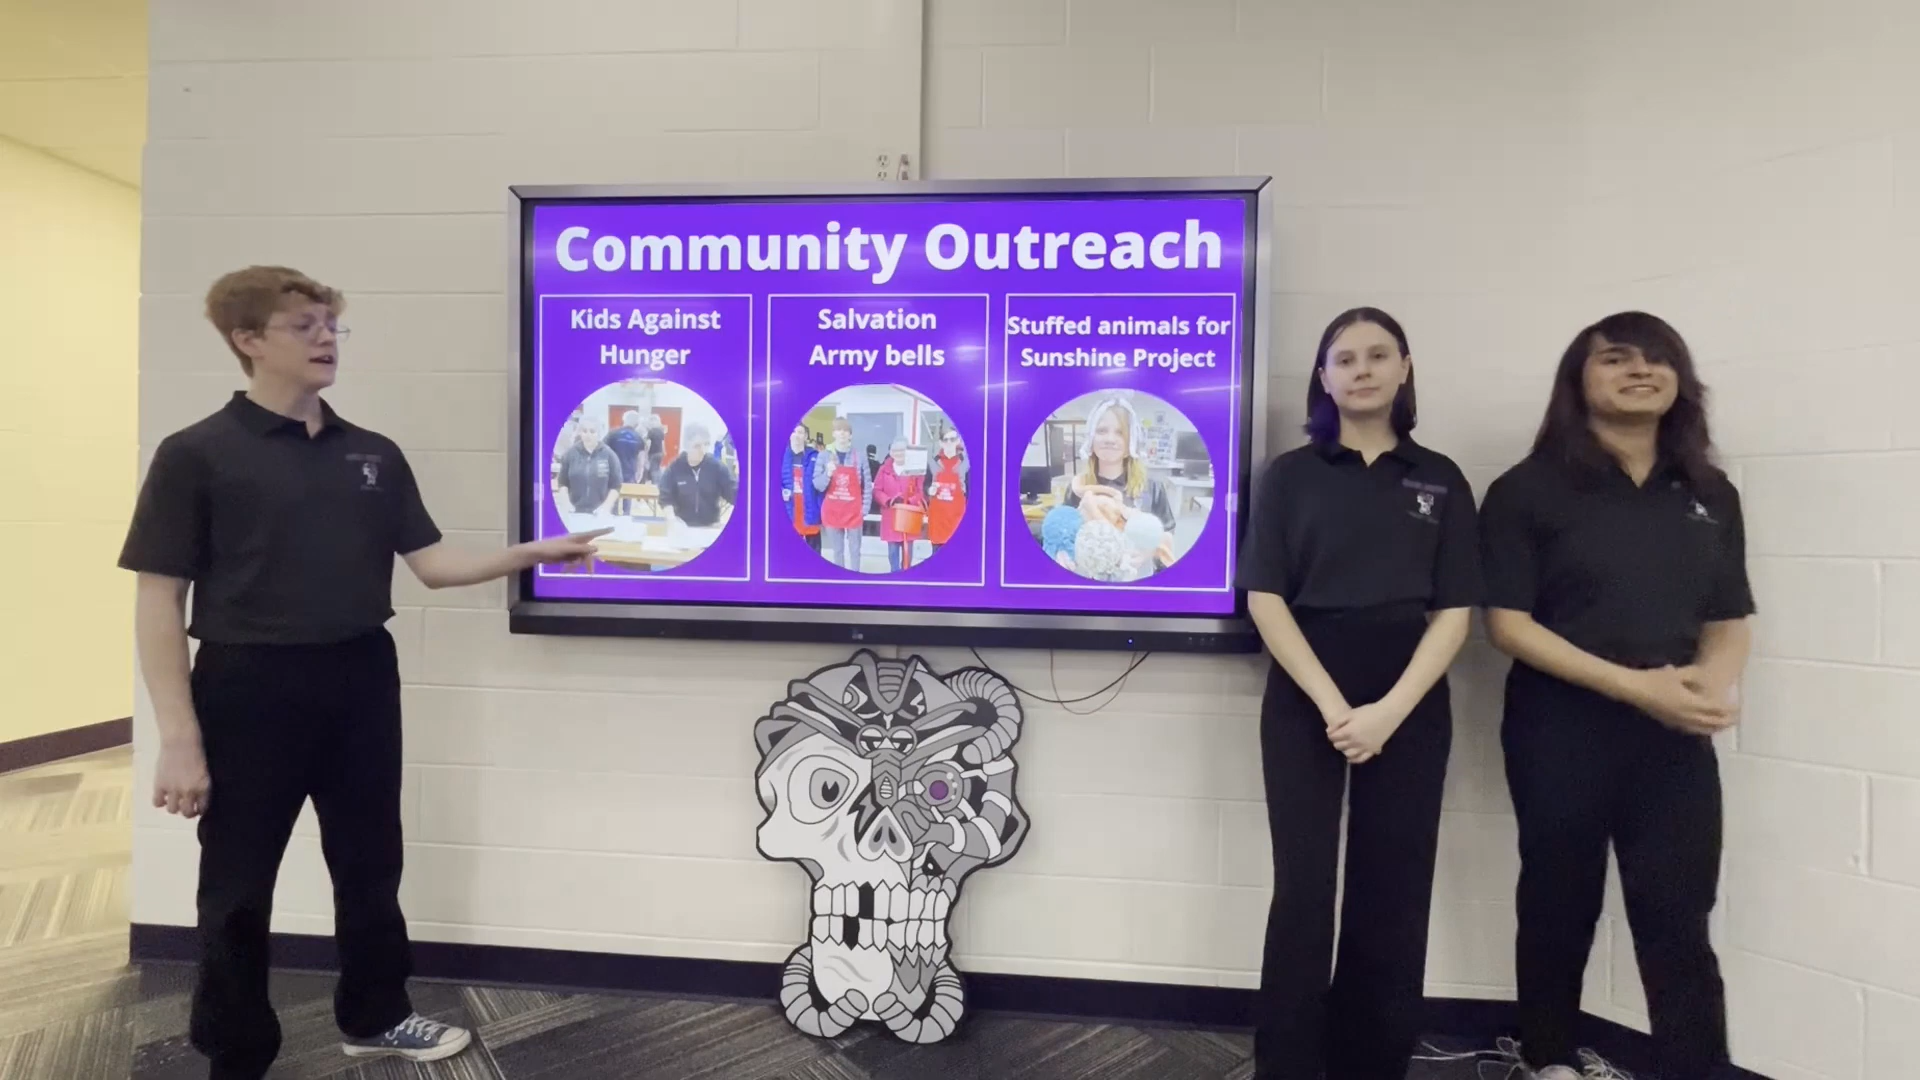 Community Outreach
Kids Against
Hunger
Salvation
Army bells
Stuffed animals for
Sunshine Project